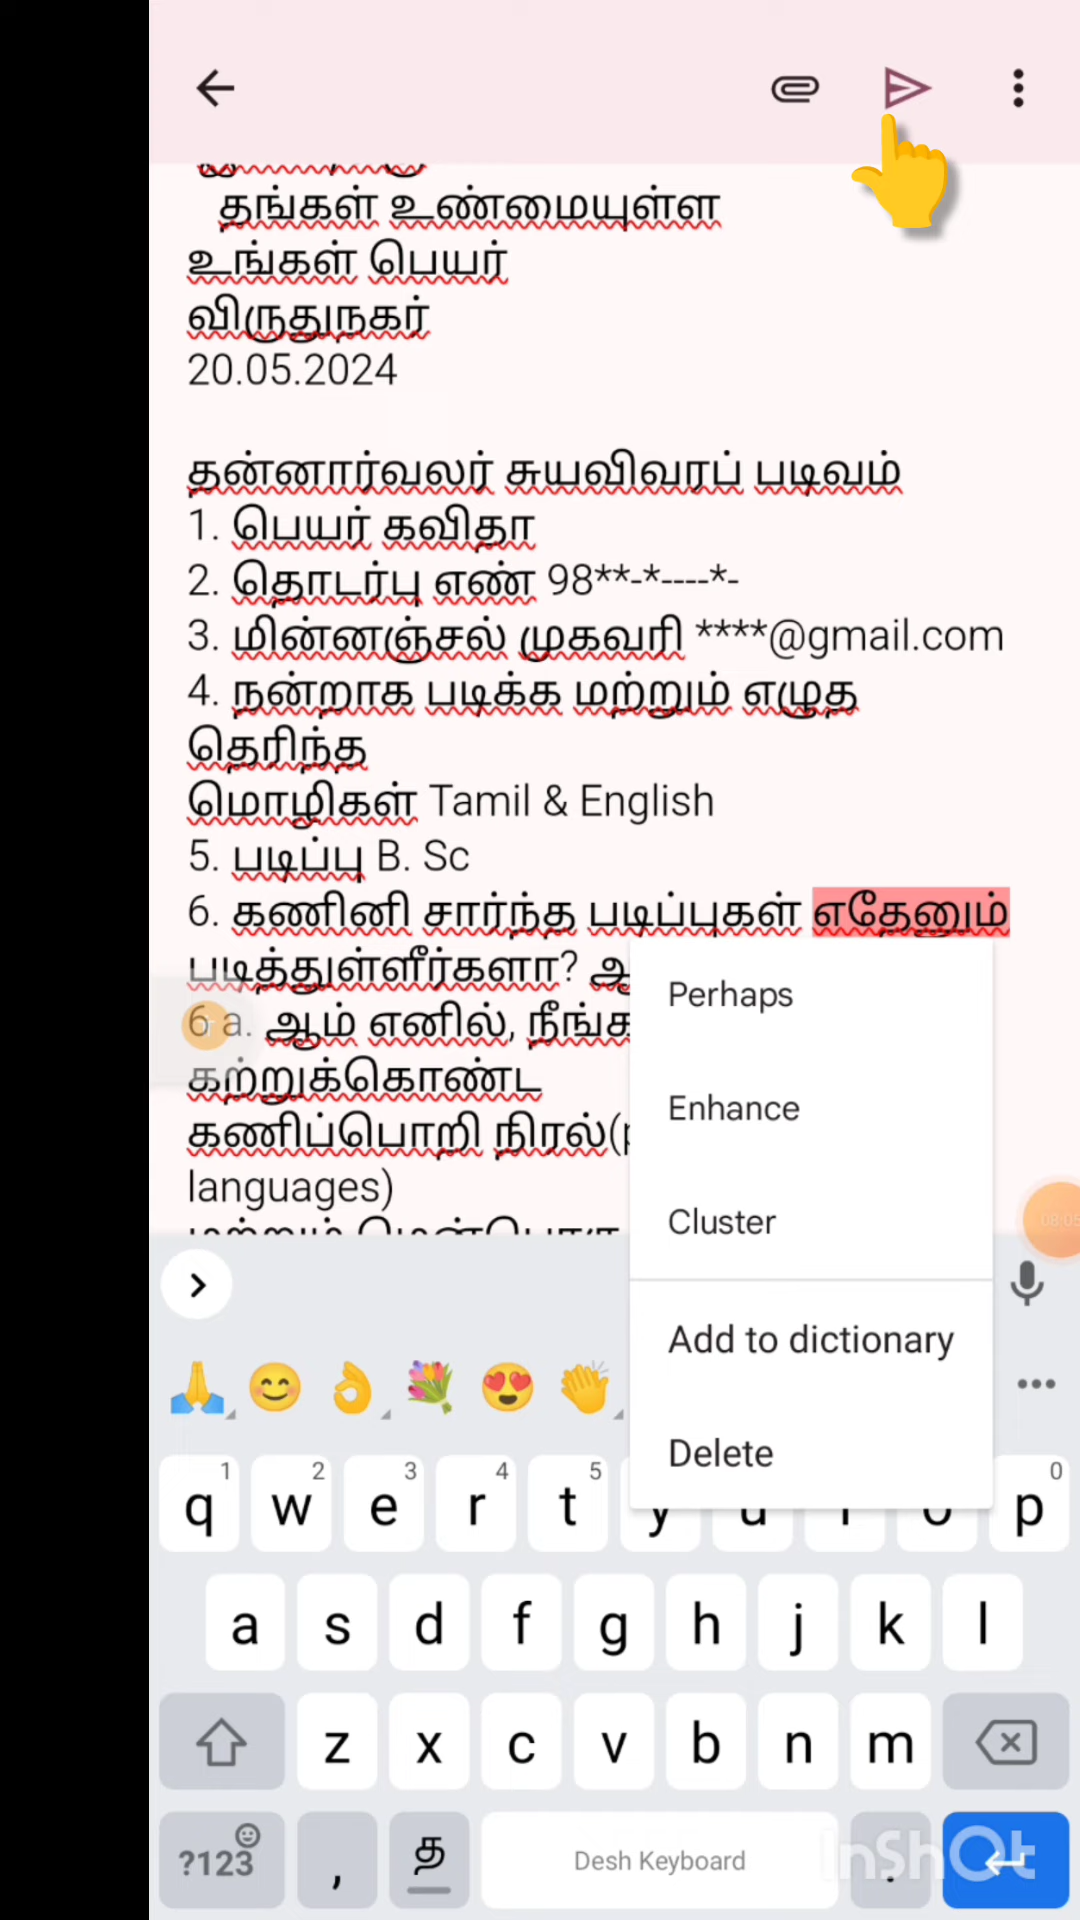 தங்கள் உண்மையுள்ள
உங்கள் பெயர்
விருதுநகர்
20.05.2024
தன்னார்வலர் சுயவிவரப் படிவம்
1. பெயர் கவிதா
2. தொடர்பு எண் 98**-*----*-
3. மின்னஞ்சல் முகவரி ****@gmail.com
4. நன்றாக படிக்க மற்றும் எழுத
தெரிந்த
மொழிகள் Tamil & English
5. படிப்பு B. Sc
6. கணினி சார்ந்த படிப்புகள் எதேனும்
படித்துள்ளீர்களா?
6 a. ஆம் எனில்,
கற்றுக்கொண்ட
கணிப்பொறி நிரல்(
languages)
Perhaps
Enhance
Cluster
Add to dictionary
Delete
08:05
1 2 3 4 5 0
q w e r t y u i o p
a s d f g h j k l
z x c v b n m
?123 , த Desh Keyboard .
InShOt